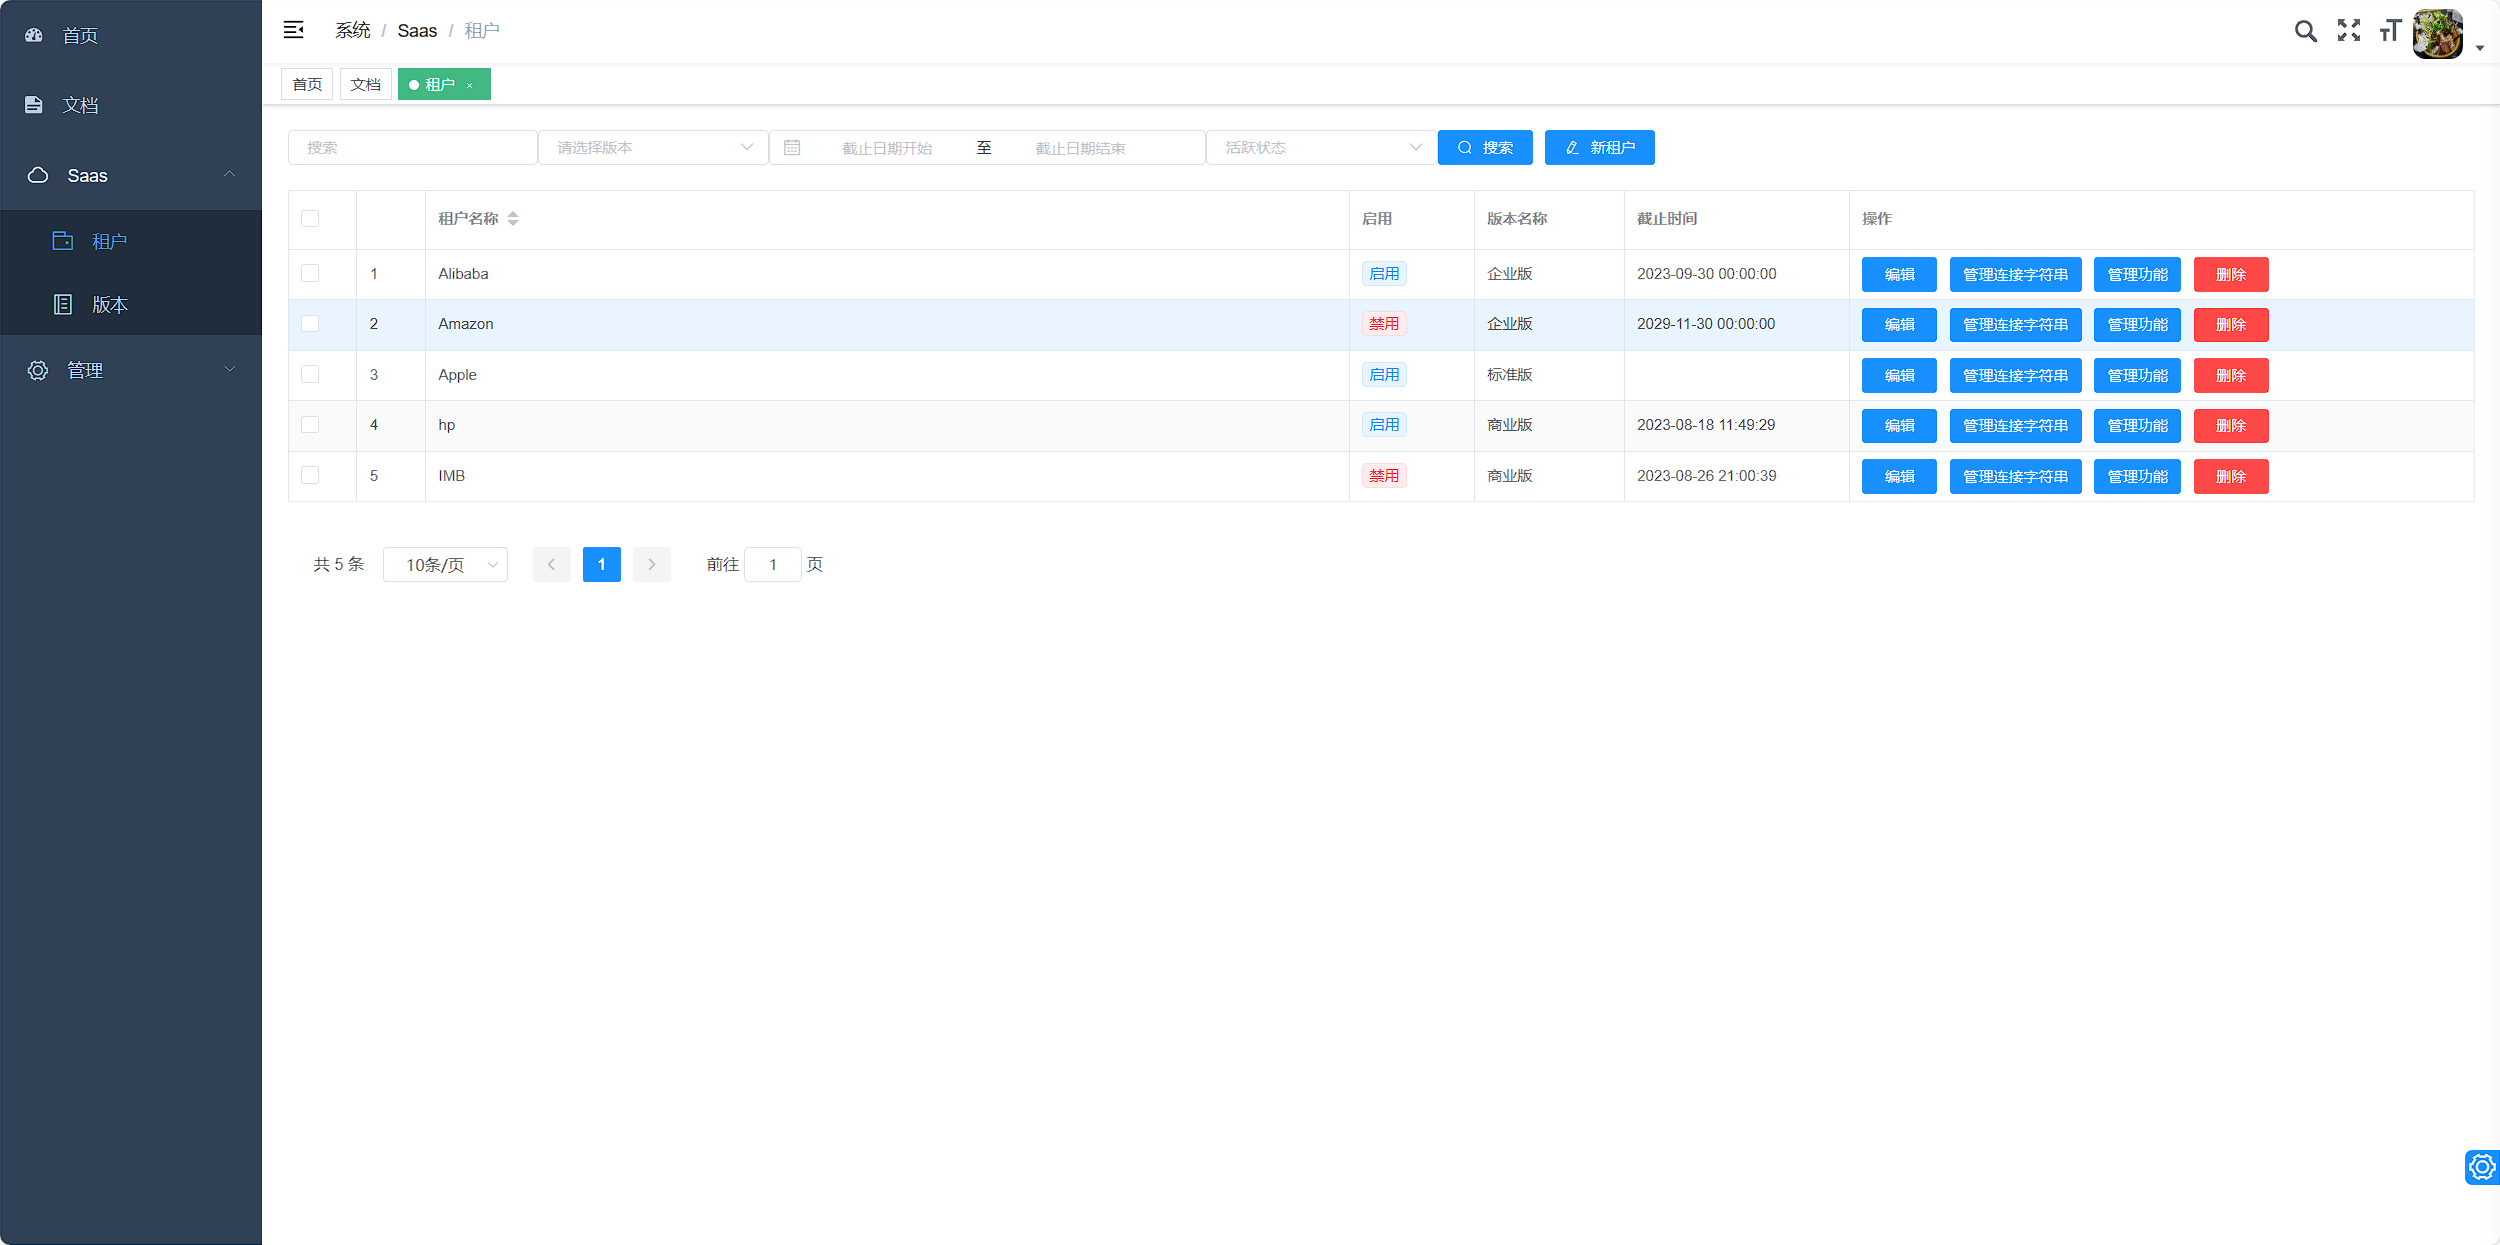 首页
文档
Saas
租户
版本
管理
系统 / Saas / 租户
首页 文档 租户 ×
搜索 请选择版本 截止日期开始 至 截止日期结束 活跃状态 搜索 新租户
租户名称 启用 版本名称 截止时间 操作
1 Alibaba 启用 企业版 2023-09-30 00:00:00 编辑 管理连接字符串 管理功能 删除
2 Amazon 禁用 企业版 2029-11-30 00:00:00 编辑 管理连接字符串 管理功能 删除
3 Apple 启用 标准版 编辑 管理连接字符串 管理功能 删除
4 hp 启用 商业版 2023-08-18 11:49:29 编辑 管理连接字符串 管理功能 删除
5 IMB 禁用 商业版 2023-08-26 21:00:39 编辑 管理连接字符串 管理功能 删除
共 5 条 10条/页 1 前往 1 页